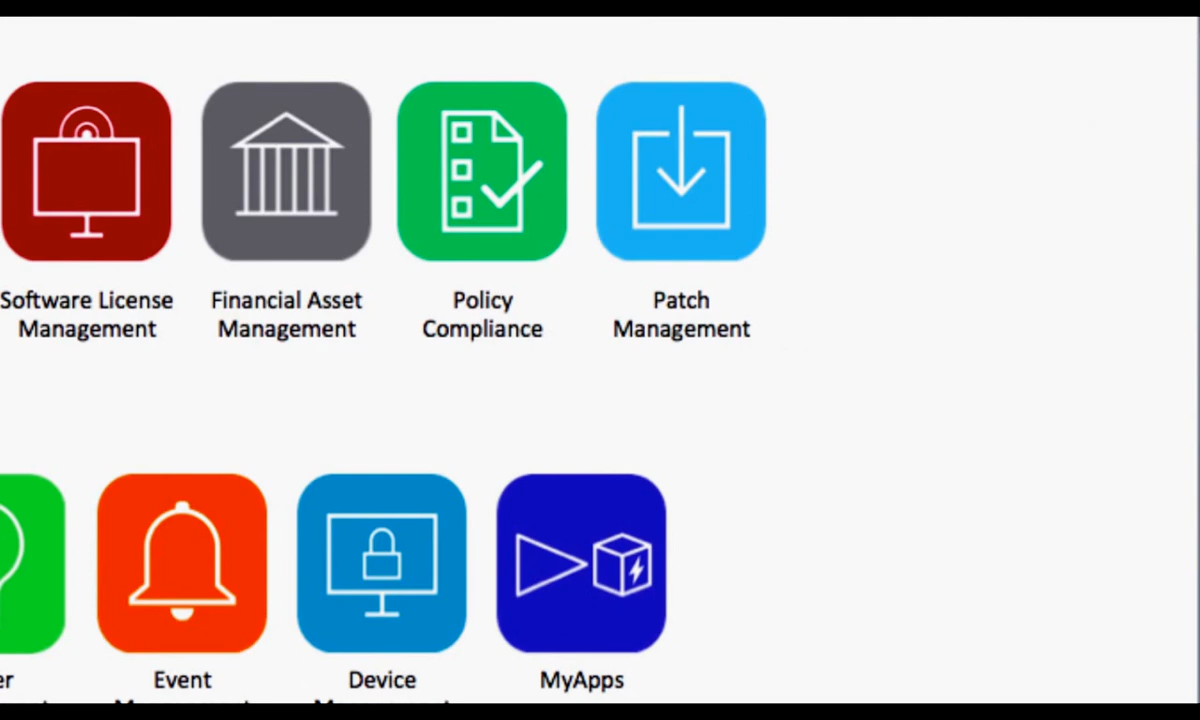 Software License Financial Asset Policy Patch
Management Management Compliance Management
Event Device MyApps